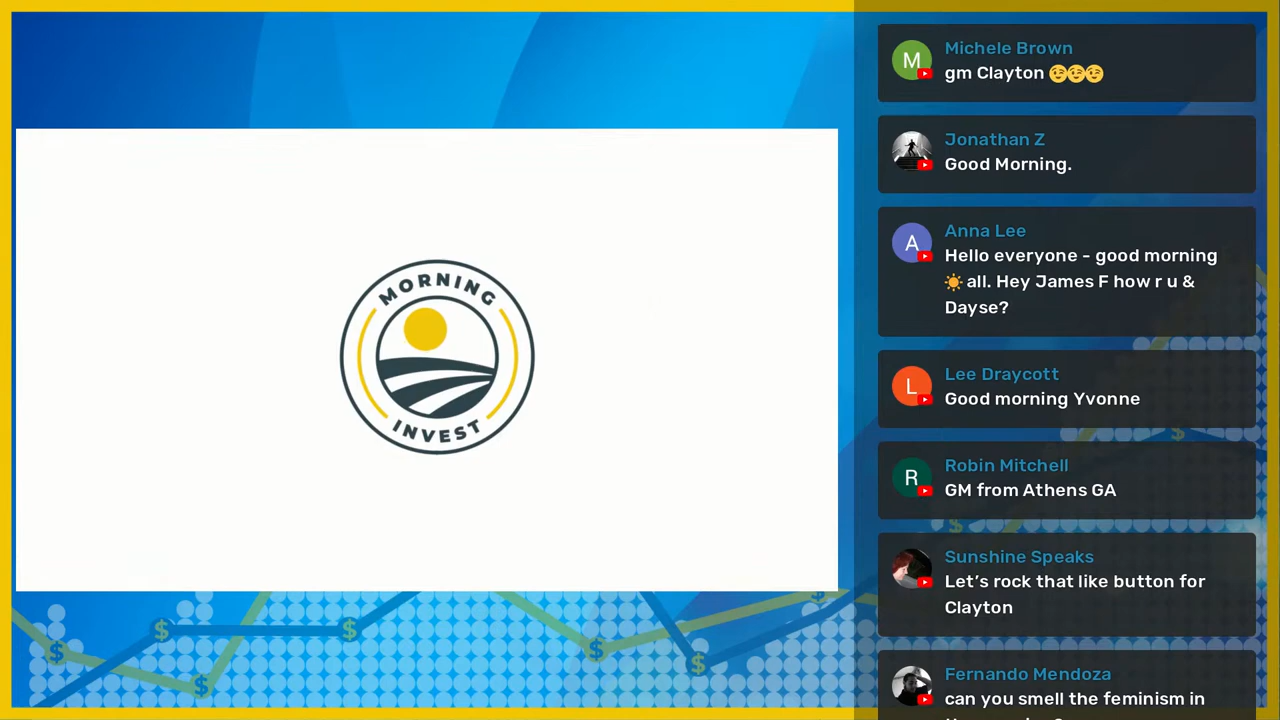 MORNING
INVEST
Michele Brown
gm Clayton 😉😉😉
Jonathan Z
Good Morning.
Anna Lee
Hello everyone - good morning
☀️ all. Hey James F how r u &
Dayse?
Lee Draycott
Good morning Yvonne
Robin Mitchell
GM from Athens GA
Sunshine Speaks
Let’s rock that like button for
Clayton
Fernando Mendoza
can you smell the feminism in